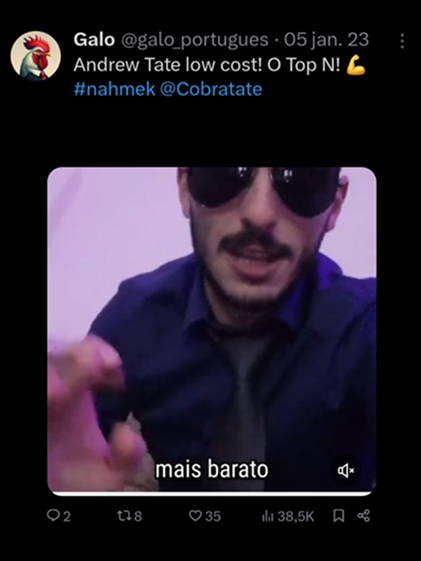 Galo @galo_portugues · 05 jan. 23
Andrew Tate low cost! O Top N! 💪
#nahmek @Cobratate
mais barato
2 8 35 38,5K